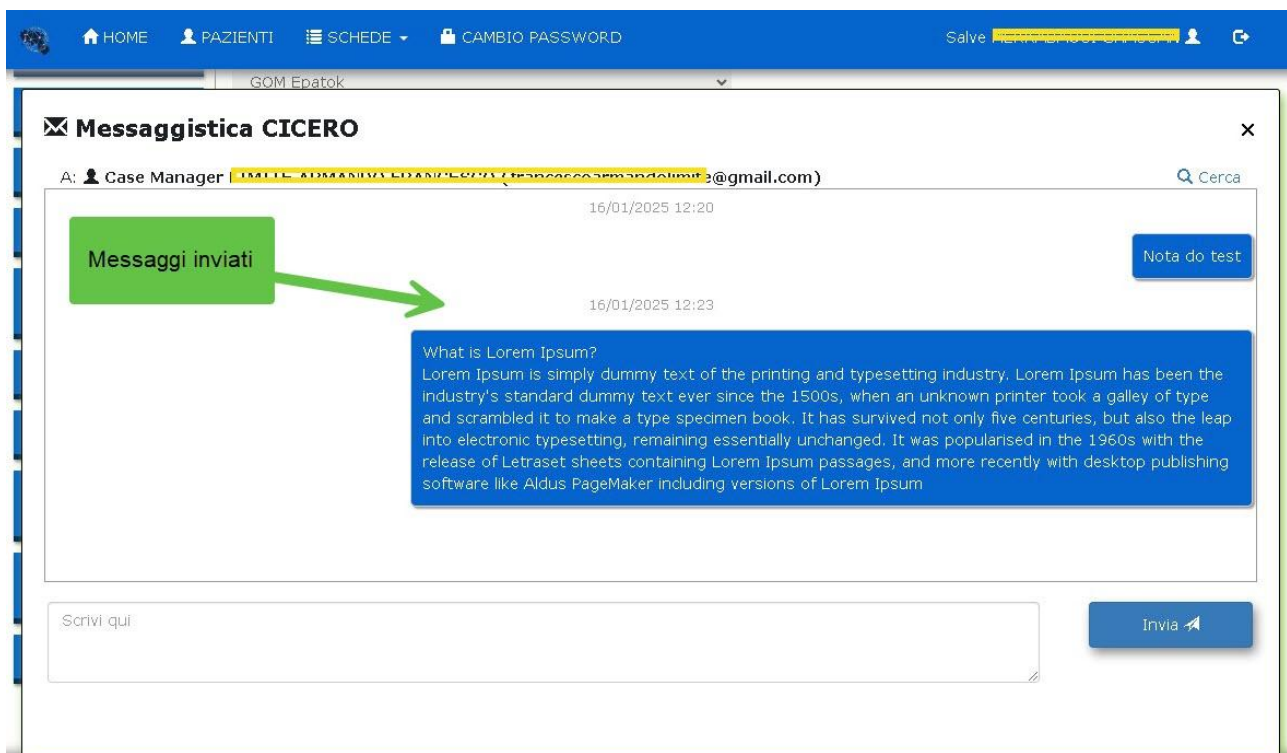 HOME PAZIENTI SCHEDE CAMBIO PASSWORD Salve
GOM Epatok
Messaggistica CICERO ×
A: Case Manager @gmail.com) Cerca
16/01/2025 12:20
Messaggi inviati
Nota do test
16/01/2025 12:23
What is Lorem Ipsum?
Lorem Ipsum is simply dummy text of the printing and typesetting industry. Lorem Ipsum has been the
industry's standard dummy text ever since the 1500s, when an unknown printer took a galley of type
and scrambled it to make a type specimen book. It has survived not only five centuries, but also the leap
into electronic typesetting, remaining essentially unchanged. It was popularised in the 1960s with the
release of Letraset sheets containing Lorem Ipsum passages, and more recently with desktop publishing
software like Aldus PageMaker including versions of Lorem Ipsum
Scrivi qui
Invia